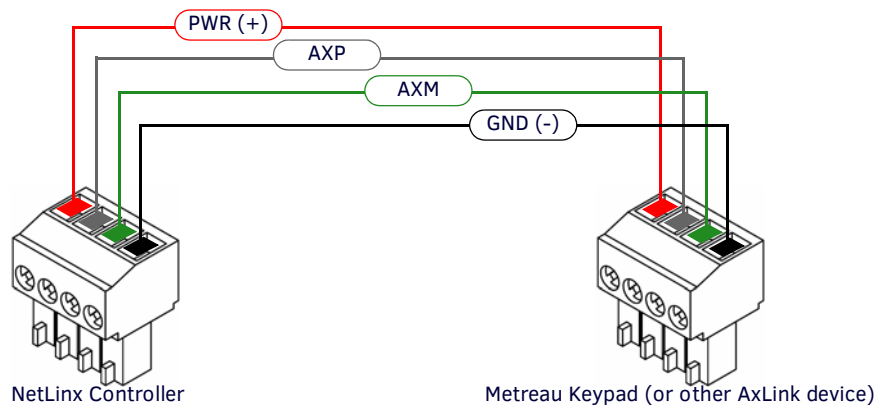 PWR (+)
AXP
AXM
GND (-)
NetLinx Controller
Metreau Keypad (or other AxLink device)